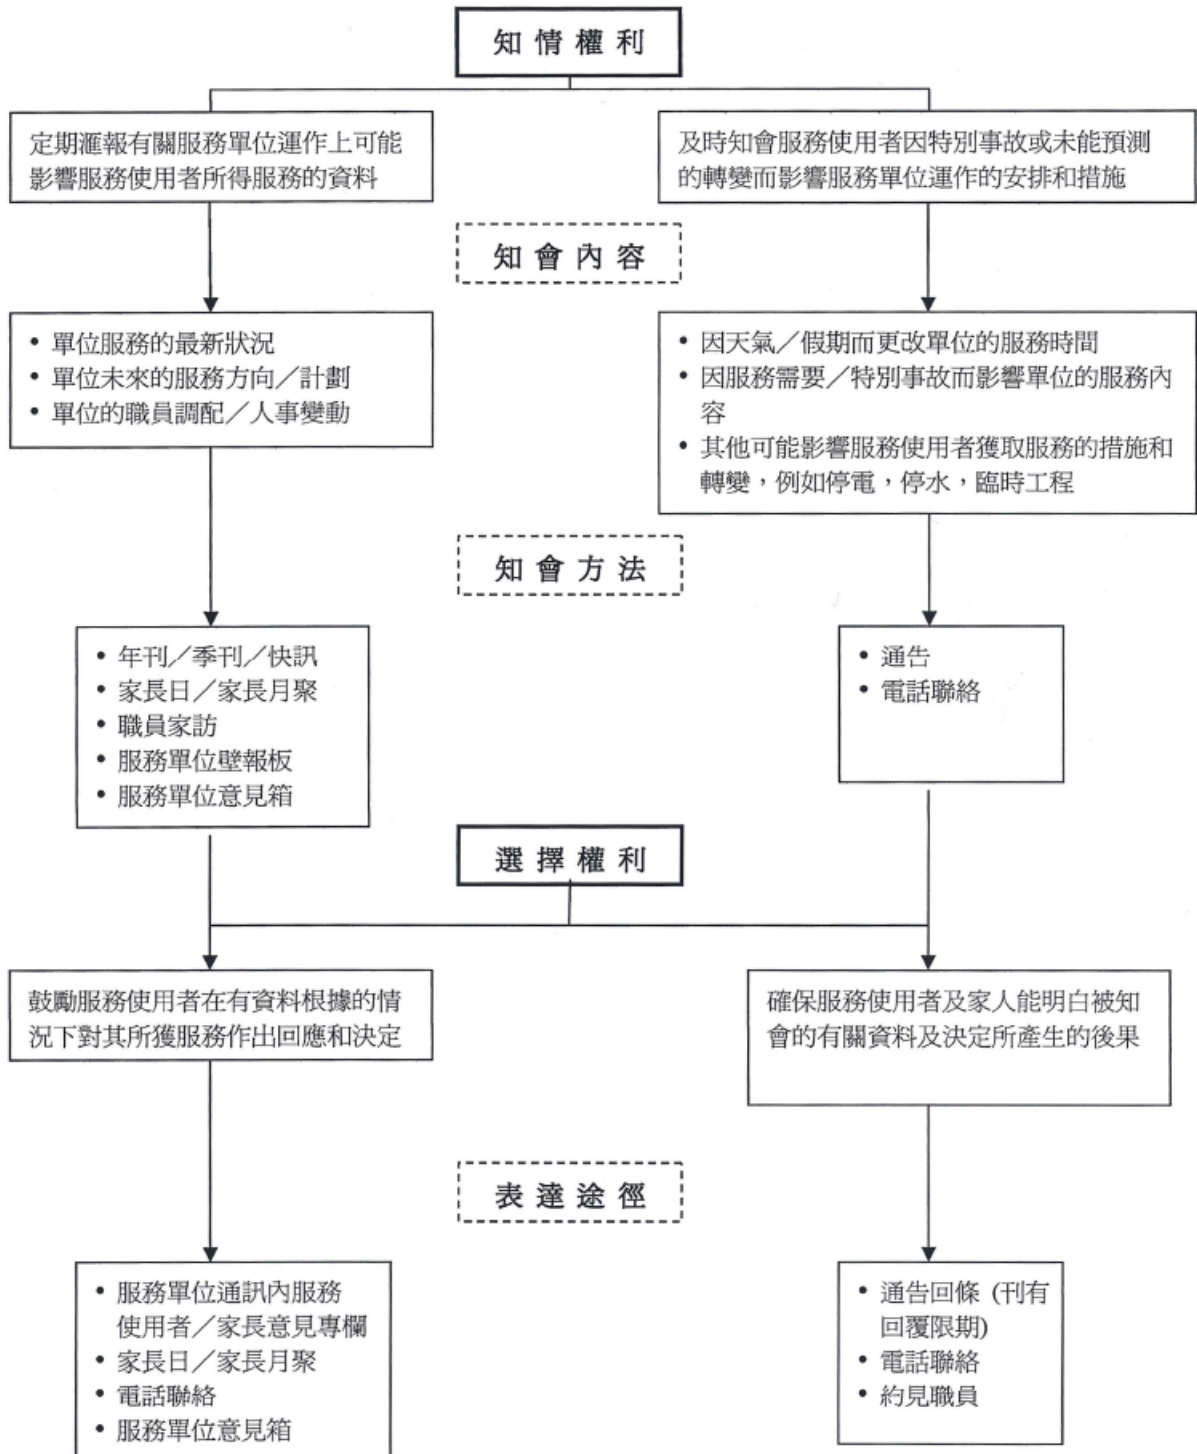 知情權利
定期滙報有關服務單位運作上可能
影響服務使用者所得服務的資料
及時知會服務使用者因特別事故或未能預測
的轉變而影響服務單位運作的安排和措施
知會內容
• 單位服務的最新狀況
• 單位未來的服務方向／計劃
• 單位的職員調配／人事變動
• 因天氣／假期而更改單位的服務時間
• 因服務需要／特別事故而影響單位的服務內
容
• 其他可能影響服務使用者獲取服務的措施和
轉變，例如停電，停水，臨時工程
知會方法
• 年刊／季刊／快訊
• 家長日／家長月聚
• 職員家訪
• 服務單位壁報板
• 服務單位意見箱
• 通告
• 電話聯絡
選擇權利
鼓勵服務使用者在有資料根據的情
況下對其所獲服務作出回應和決定
確保服務使用者及家人能明白被知
會的有關資料及決定所產生的後果
表達途徑
• 服務單位通訊內服務
使用者／家長意見專欄
• 家長日／家長月聚
• 電話聯絡
• 服務單位意見箱
• 通告回條 (刊有
回覆限期)
• 電話聯絡
• 約見職員